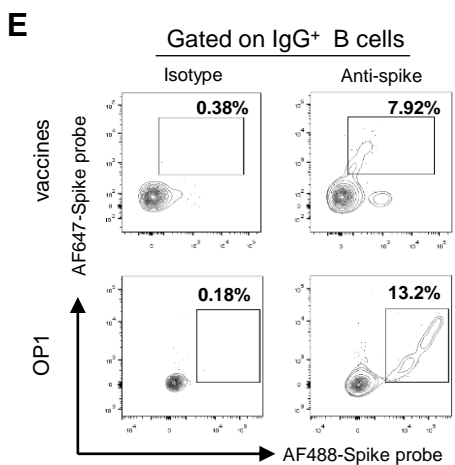 E
Gated on IgG⁺ B cells
Isotype
Anti-spike
vaccines
AF647-Spike probe
0.38%
7.92%
OP1
0.18%
13.2%
AF488-Spike probe